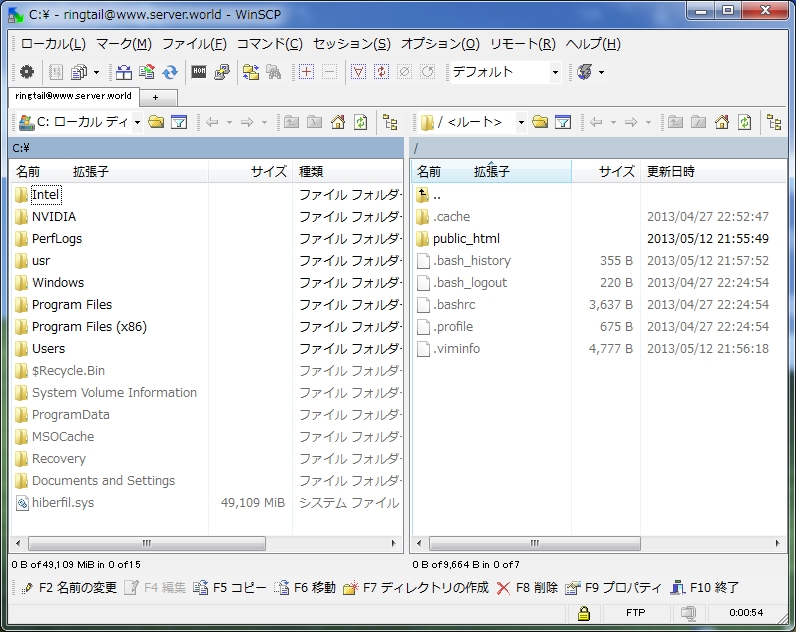 C:¥ - ringtail@www.server.world - WinSCP
ローカル(L) マーク(M) ファイル(F) コマンド(C) セッション(S) オプション(O) リモート(R) ヘルプ(H)
デフォルト
ringtail@www.server.world +
C: ローカル ディ / <ルート>
C:¥ /
名前 拡張子 サイズ 種類 名前 拡張子 サイズ 更新日時
Intel ファイル フォルダ- ..
NVIDIA ファイル フォルダ- .cache 2013/04/27 22:52:47
PerfLogs ファイル フォルダ- public_html 2013/05/12 21:55:49
usr ファイル フォルダ- .bash_history 355 B 2013/05/12 21:57:52
Windows ファイル フォルダ- .bash_logout 220 B 2013/04/27 22:24:54
Program Files ファイル フォルダ- .bashrc 3,637 B 2013/04/27 22:24:54
Program Files (x86) ファイル フォルダ- .profile 675 B 2013/04/27 22:24:54
Users ファイル フォルダ- .viminfo 4,777 B 2013/05/12 21:56:18
$Recycle.Bin ファイル フォルダ-
System Volume Information ファイル フォルダ-
ProgramData ファイル フォルダ-
MSOCache ファイル フォルダ-
Recovery ファイル フォルダ-
Documents and Settings ファイル フォルダ-
hiberfil.sys 49,109 MiB システム ファイル
0 B of 49,109 MiB in 0 of 15 0 B of 9,664 B in 0 of 7
F2 名前の変更 F4 編集 F5 コピー F6 移動 F7 ディレクトリの作成 F8 削除 F9 プロパティ F10 終了
FTP 0:00:54